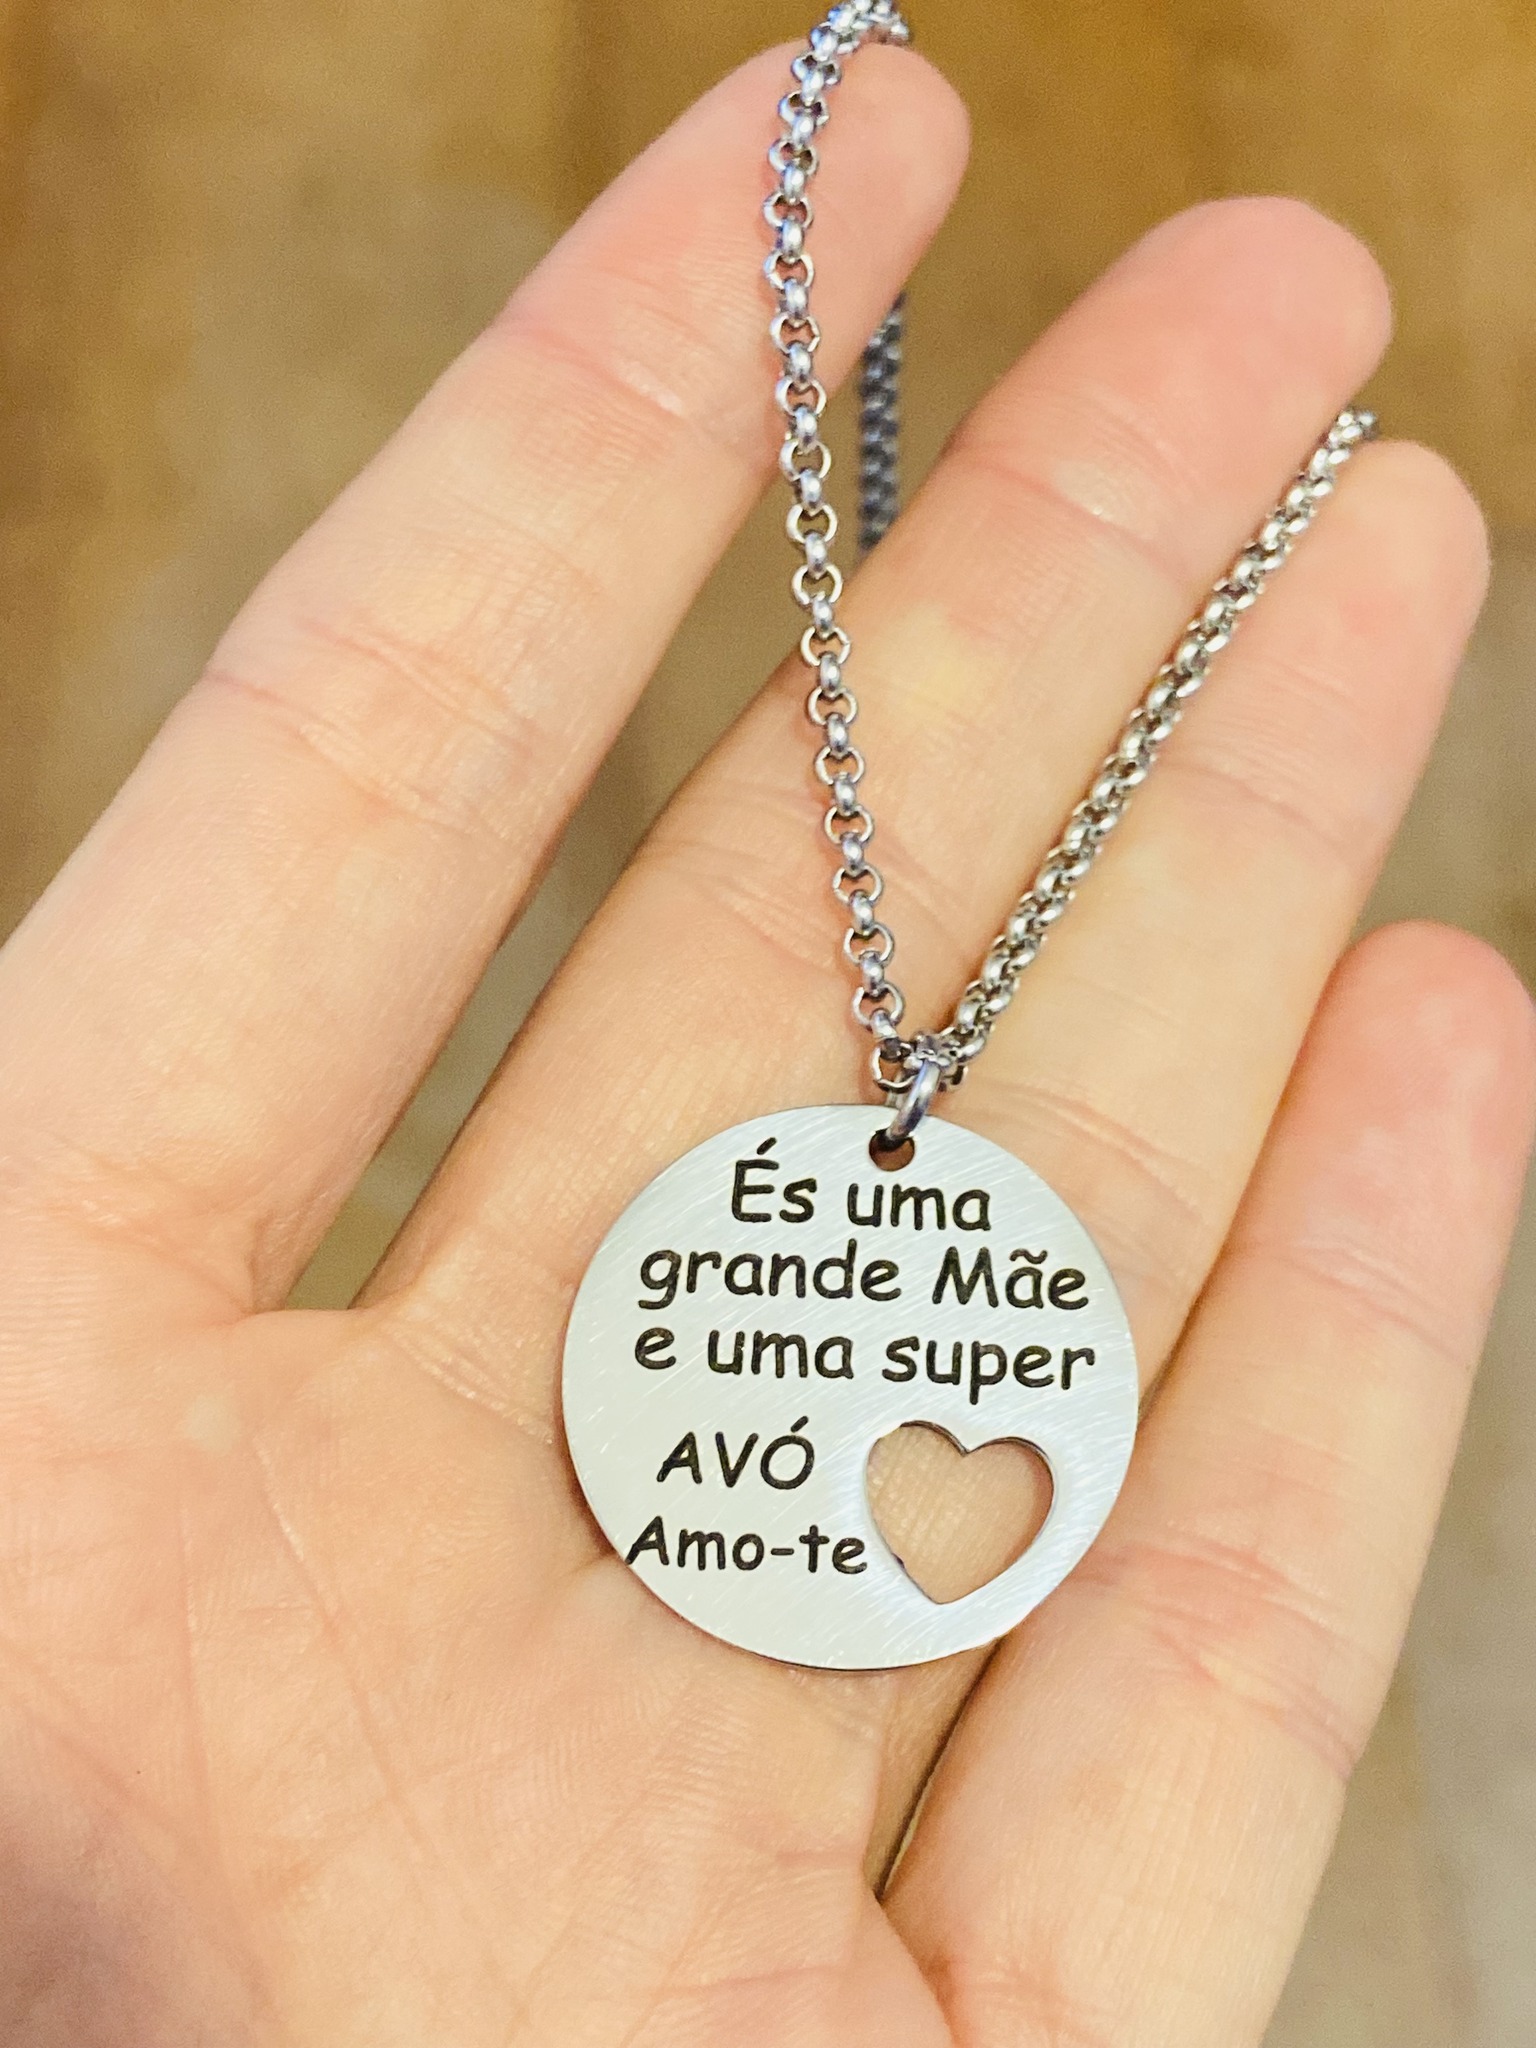 És uma
grande Mãe
e uma super
AVÓ
Amo-te